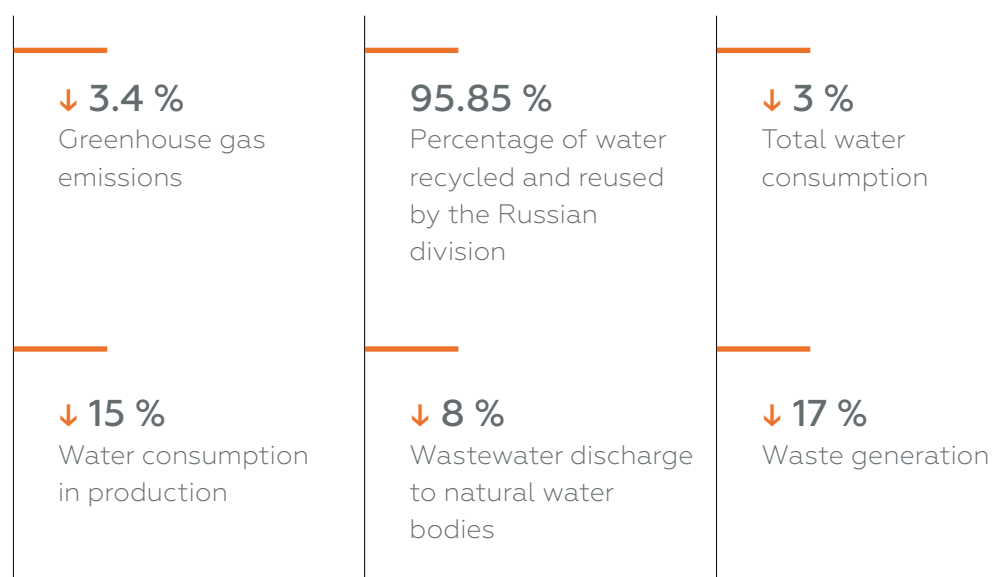 ↓ 3.4 %
Greenhouse gas
emissions
95.85 %
Percentage of water
recycled and reused
by the Russian
division
↓ 3 %
Total water
consumption
↓ 15 %
Water consumption
in production
↓ 8 %
Wastewater discharge
to natural water
bodies
↓ 17 %
Waste generation